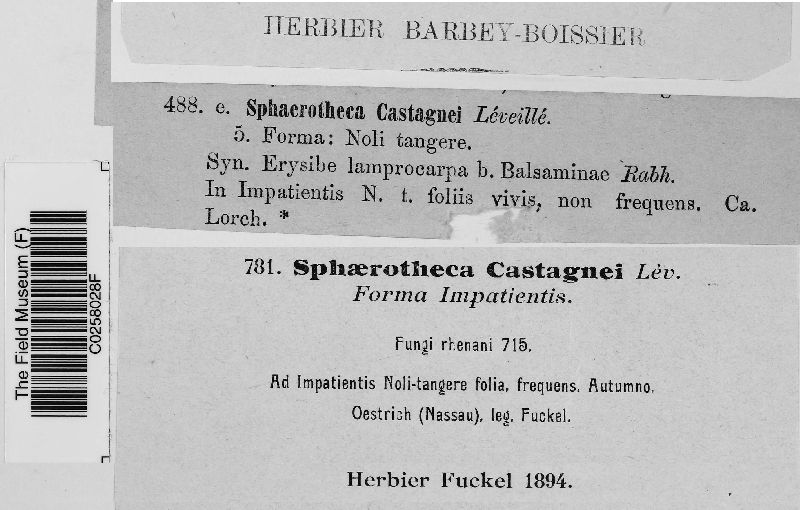 HERBIER BARBEY-BOISSIER
488. e. Sphaerotheca Castagnei Léveillé.
5. Forma: Noli tangere.
Syn. Erysibe lamprocarpa b. Balsaminae Rabh.
In Impatientis N. t. foliis vivis, non frequens. Ca.
Lorch. *
781. Sphærotheca Castagnei Lév.
Forma Impatientis.
Fungi rhenani 715.
Ad Impatientis Noli-tangere folia, frequens. Autumno.
Oestrich (Nassau), leg. Fuckel.
Herbier Fuckel 1894.
The Field Museum (F)
C0258028F